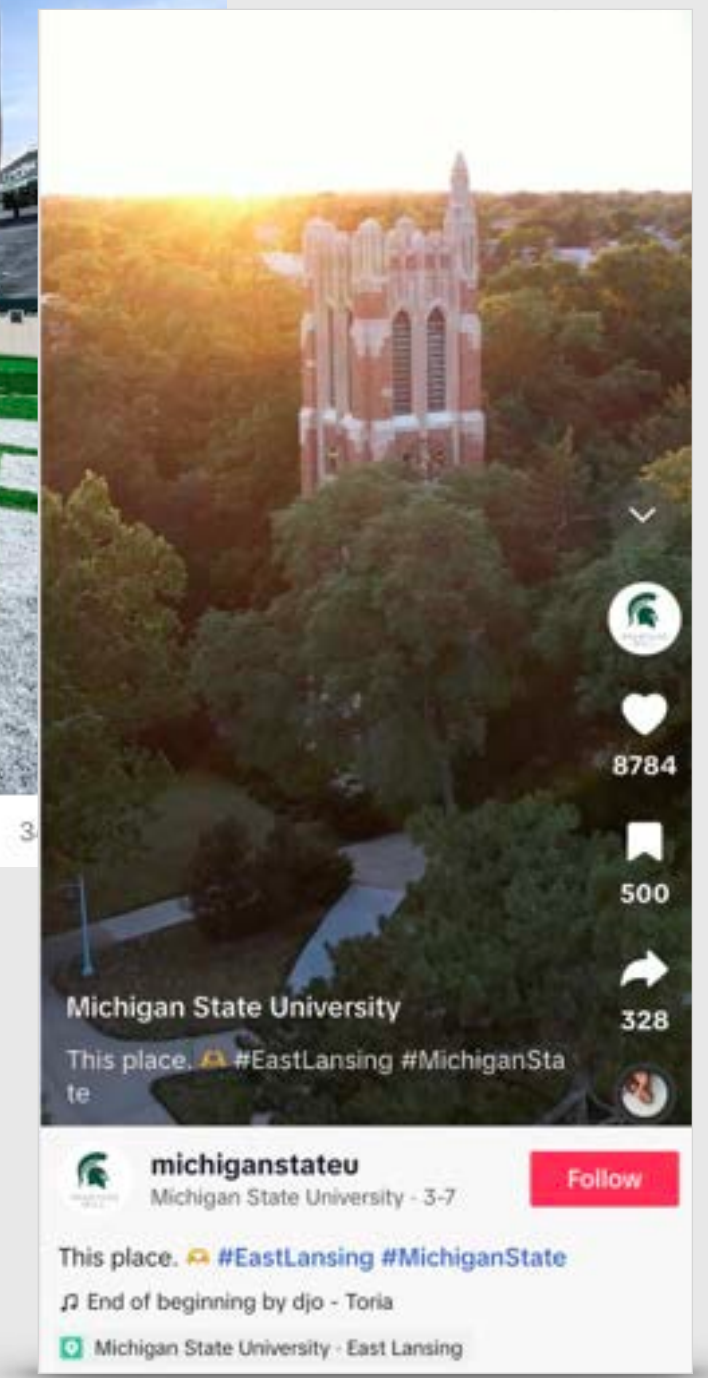 8784
500
328
Michigan State University
This place. 🫶 #EastLansing #MichiganSta
te
michiganstateu
Michigan State University · 3-7
Follow
This place. 🫶 #EastLansing #MichiganState
End of beginning by djo - Toria
Michigan State University · East Lansing